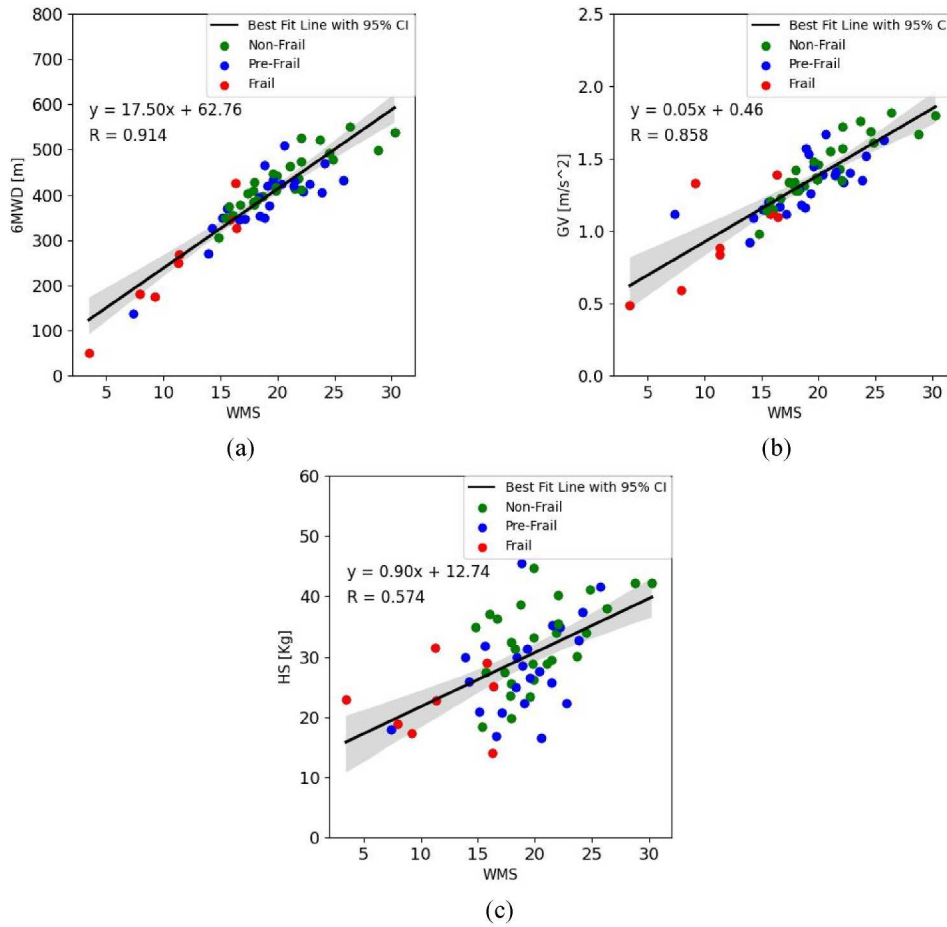 800
700
600
500
400
300
200
100
0
6MWD [m]
Best Fit Line with 95% CI
Non-Frail
Pre-Frail
Frail
y = 17.50x + 62.76
R = 0.914
5 10 15 20 25 30
WMS
(a)
2.5
2.0
1.5
1.0
0.5
0.0
GV [m/s^2]
Best Fit Line with 95% C
Non-Frail
Pre-Frail
Frail
y = 0.05x + 0.46
R = 0.858
5 10 15 20 25 30
WMS
(b)
60
50
40
30
20
10
0
HS [Kg]
Best Fit Line with 95% CI
Non-Frail
Pre-Frail
Frail
y = 0.90x + 12.74
R = 0.574
5 10 15 20 25 30
WMS
(c)